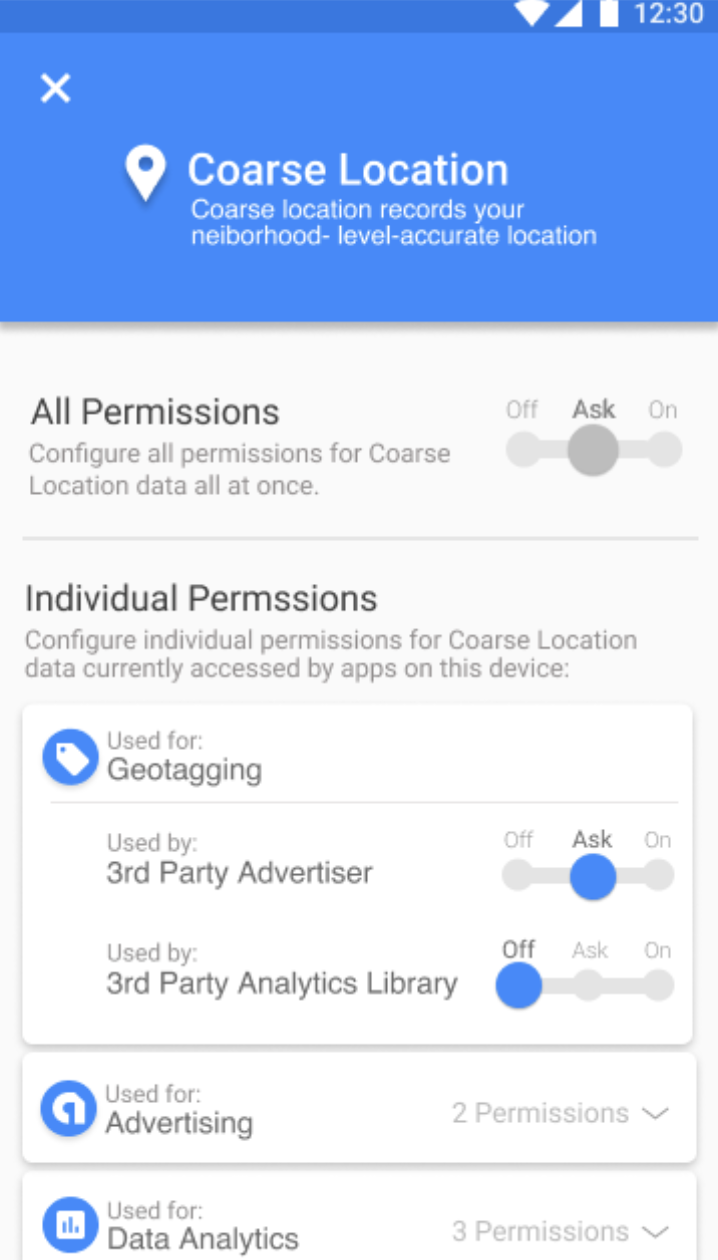 12:30
Coarse Location
Coarse location records your
neiborhood- level-accurate location
All Permissions
Off Ask On
Configure all permissions for Coarse
Location data all at once.
Individual Permssions
Configure individual permissions for Coarse Location
data currently accessed by apps on this device:
Used for:
Geotagging
Used by:
3rd Party Advertiser
Off Ask On
Used by:
3rd Party Analytics Library
Off Ask On
Used for:
Advertising
2 Permissions
Used for:
Data Analytics
3 Permissions